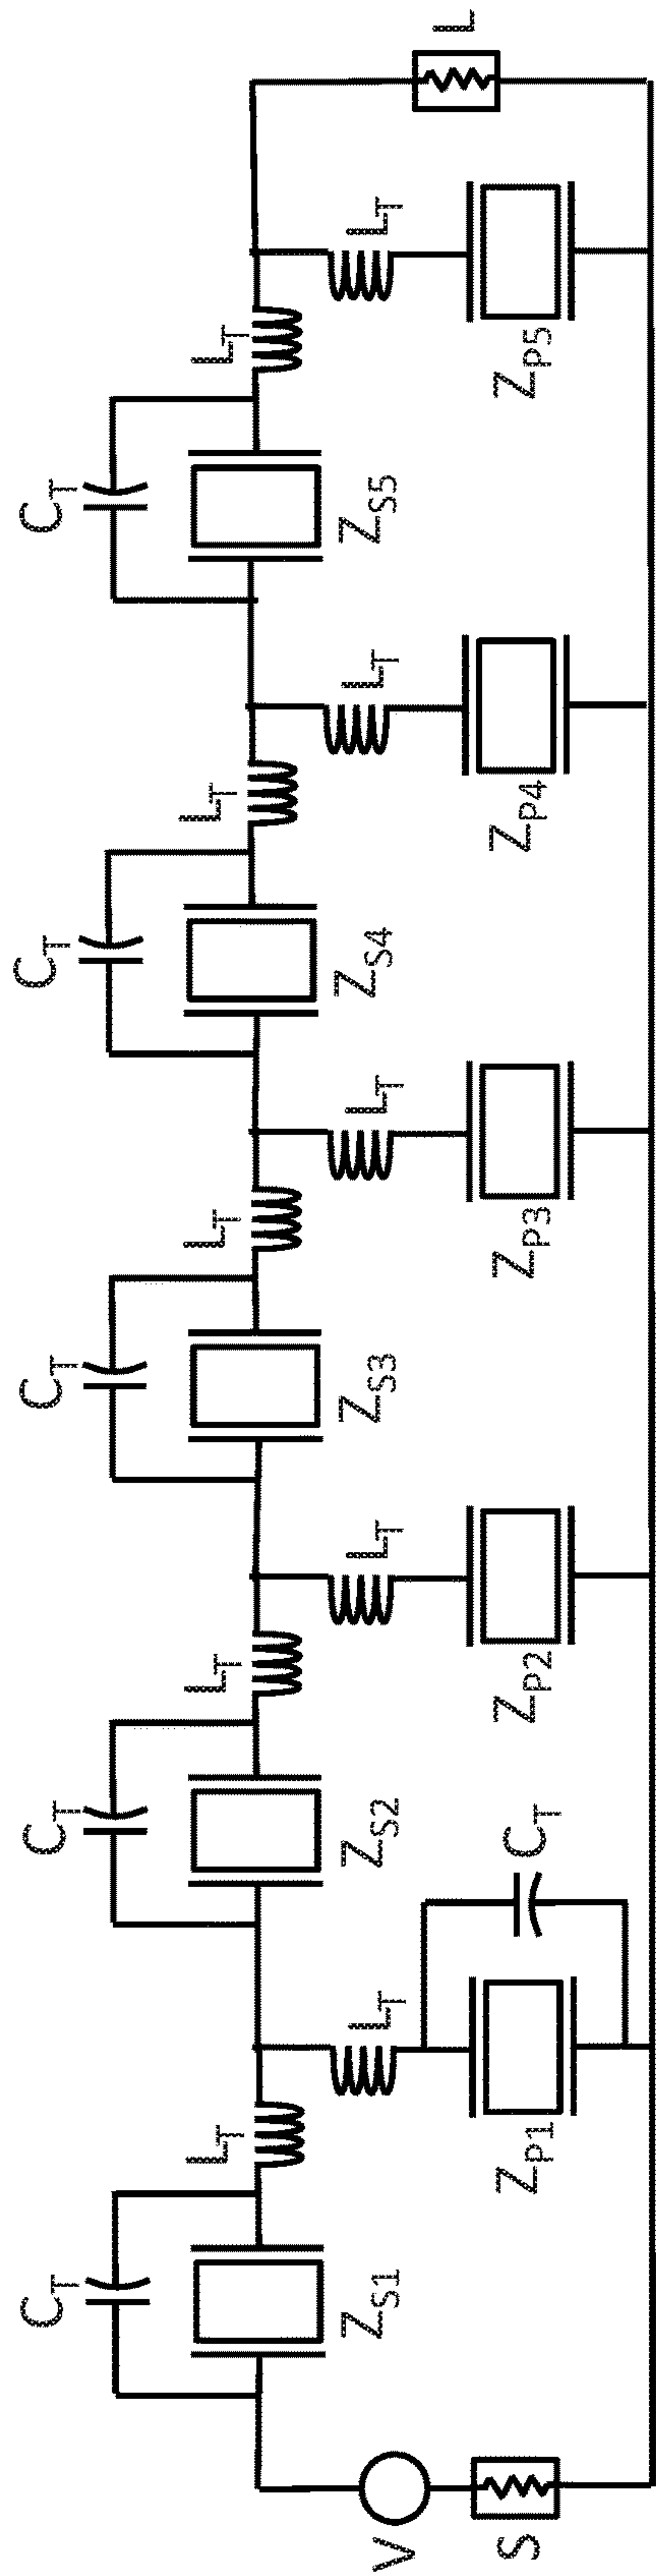 C_T C_T C_T C_T C_T
L_T L_T L_T L_T L_T
Z_S1 Z_S2 Z_S3 Z_S4 Z_S5
V L_T L_T L_T L_T L_T L
S Z_P1 C_T Z_P2 Z_P3 Z_P4 Z_P5